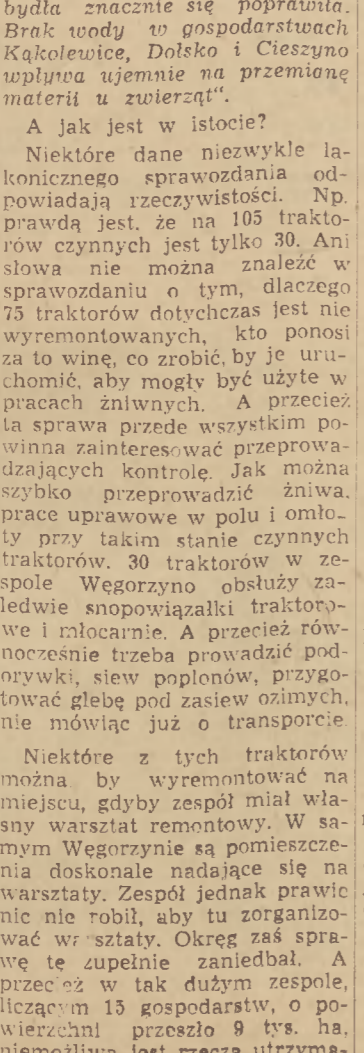 bydła znacznie się poprawiła.
Brak wody w gospodarstwach
Kąkolewice, Dolsko i Cieszyno
wpływa ujemnie na przemianę
materii u zwierząt“.
A jak jest w istocie?
Niektóre dane niezwykle la-
konicznego sprawozdania od-
powiadają rzeczywistości. Np.
prawdą jest, że na 105 trakto-
rów czynnych jest tylko 30. Ani
słowa nie można znaleźć w
sprawozdaniu o tym, dlaczego
75 traktorów dotychczas jest nie
wyremontowanych, kto ponosi
za to winę, co zrobić, by je uru-
chomić, aby mogły być użyte w
pracach żniwnych. A przecież
ta sprawa przede wszystkim po-
winna zainteresować przeprowa-
dzających kontrolę. Jak można
szybko przeprowadzić żniwa,
prace uprawowe w polu i omło-
ty przy takim stanie czynnych
traktorów. 30 traktorów w ze-
spole Węgorzyno obsłuży za-
ledwie snopowiązałki traktoro-
we i młocarnie. A przecież rów-
nocześnie trzeba prowadzić pod-
orywki, siew poplonów, przygo-
tować glebę pod zasiew ozimych,
nie mówiąc już o transporcie.
Niektóre z tych traktorów
można by wyremontować na
miejscu, gdyby zespół miał wła-
sny warsztat remontowy. W sa-
mym Węgorzynie są pomieszcze-
nia doskonale nadające się na
warsztaty. Zespół jednak prawie
nic nie robił, aby tu zorganizo-
wać warsztaty. Okręg zaś spra-
wę tę zupełnie zaniedbał. A
przecież w tak dużym zespole,
liczącym 15 gospodarstw, o po-
wierzchni przeszło 9 tys. ha,
niemożliwą jest rzeczą utrzyma-